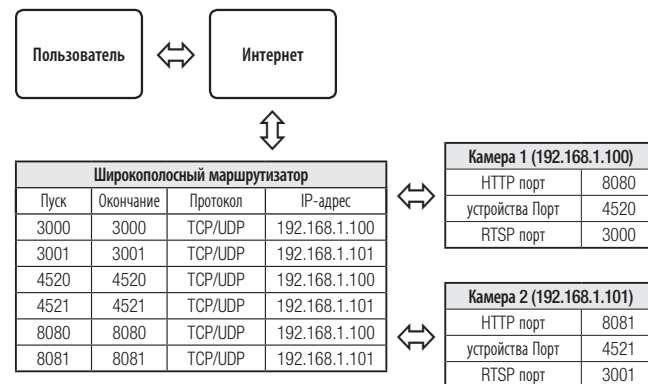 Пользователь
Интернет
Широкополосный маршрутизатор
Пуск Окончание Протокол IP-адрес
3000 3000 TCP/UDP 192.168.1.100
3001 3001 TCP/UDP 192.168.1.101
4520 4520 TCP/UDP 192.168.1.100
4521 4521 TCP/UDP 192.168.1.101
8080 8080 TCP/UDP 192.168.1.100
8081 8081 TCP/UDP 192.168.1.101
Камера 1 (192.168.1.100)
HTTP порт 8080
устройства Порт 4520
RTSP порт 3000
Камера 2 (192.168.1.101)
HTTP порт 8081
устройства Порт 4521
RTSP порт 3001